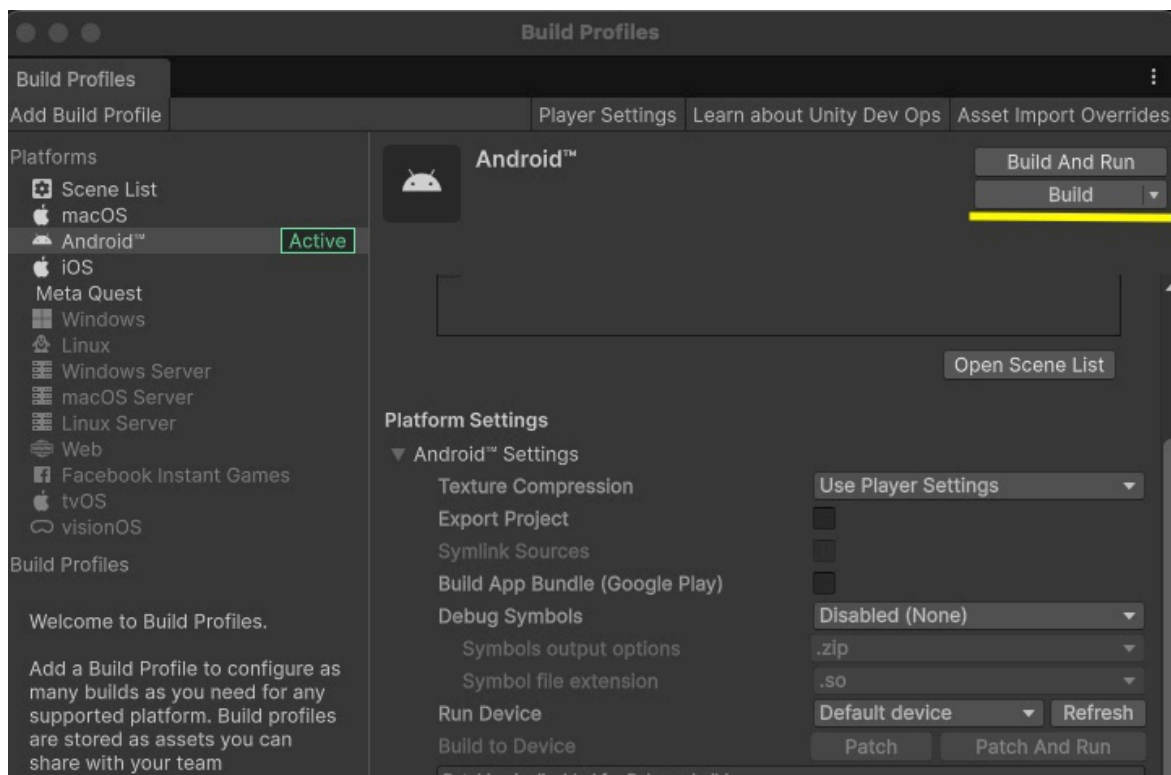 Build Profiles
Build Profiles
Add Build Profile
Player Settings
Learn about Unity Dev Ops
Asset Import Overrides
Platforms
Scene List
macOS
Android™
Active
iOS
Meta Quest
Windows
Linux
Windows Server
macOS Server
Linux Server
Web
Facebook Instant Games
tvOS
visionOS
Build Profiles
Welcome to Build Profiles.
Add a Build Profile to configure as
many builds as you need for any
supported platform. Build profiles
are stored as assets you can
share with your team
Android™
Build And Run
Build
Open Scene List
Platform Settings
Android™ Settings
Texture Compression
Use Player Settings
Export Project
Symlink Sources
Build App Bundle (Google Play)
Debug Symbols
Disabled (None)
Symbols output options
.zip
Symbol file extension
.so
Run Device
Default device
Refresh
Build to Device
Patch
Patch And Run